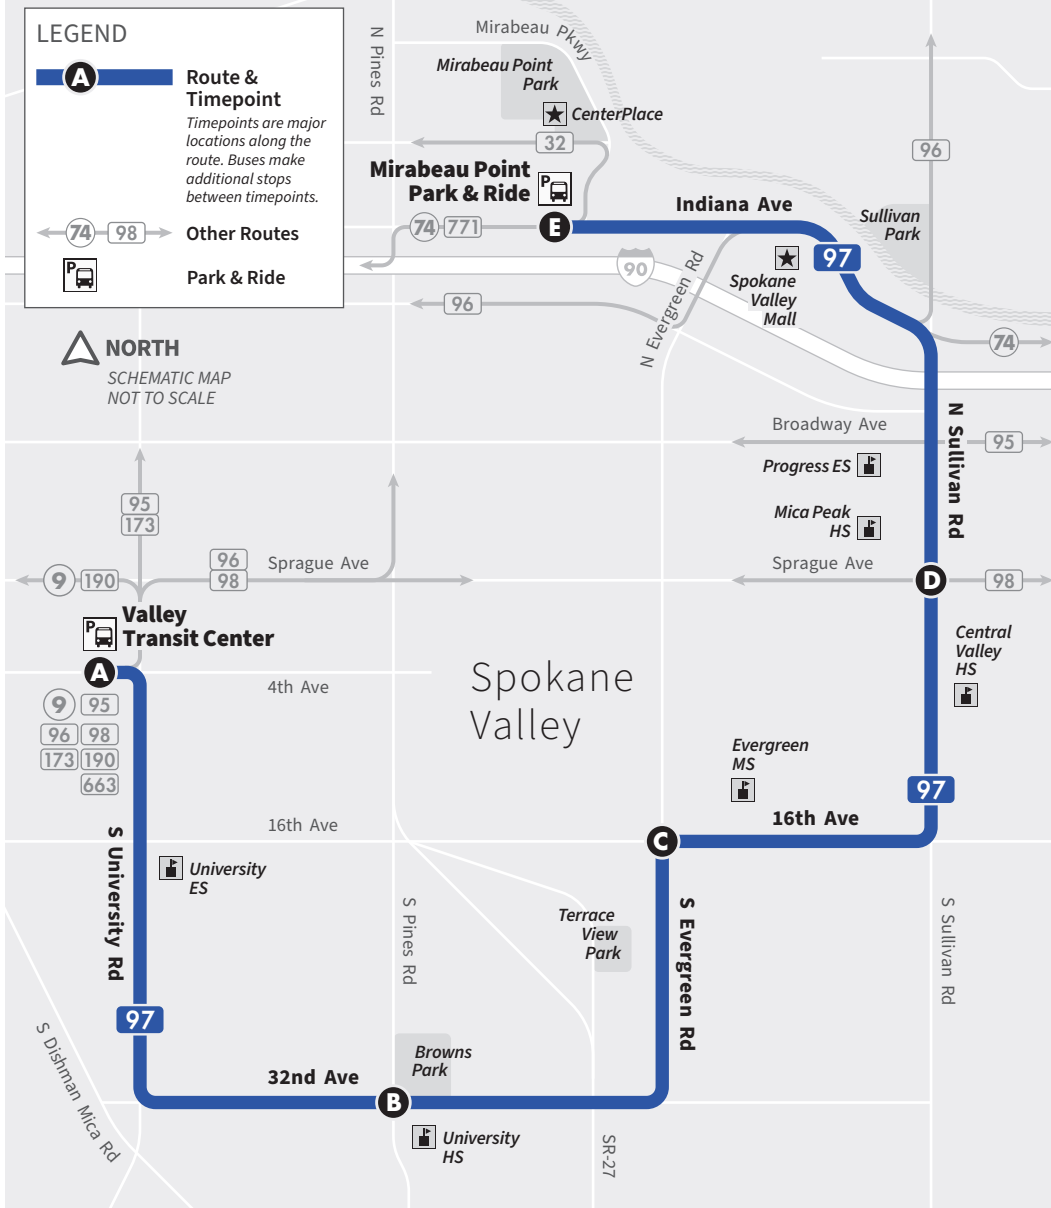 LEGEND
A
Route &
Timepoint
Timepoints are major
locations along the
route. Buses make
additional stops
between timepoints.
74
98
Other Routes
P
Park & Ride
NORTH
SCHEMATIC MAP
NOT TO SCALE
N Pines Rd
Mirabeau Pkwy
Mirabeau Point
Park
CenterPlace
32
96
Mirabeau Point
Park & Ride
P
Indiana Ave
Sullivan
Park
74
771
E
97
90
Spokane
Valley
Mall
N Evergreen Rd
96
74
N Sullivan Rd
Broadway Ave
95
Progress ES
Mica Peak
HS
95
173
96
98
Sprague Ave
9
190
Sprague Ave
D
98
P
Valley
Transit Center
A
4th Ave
Spokane
Valley
Central
Valley
HS
9
95
96
98
173
190
663
Evergreen
MS
97
16th Ave
16th Ave
C
S University Rd
University
ES
S Pines Rd
Terrace
View
Park
S Evergreen Rd
S Sullivan Rd
97
S Dishman Mica Rd
32nd Ave
Browns
Park
B
University
HS
SR-27